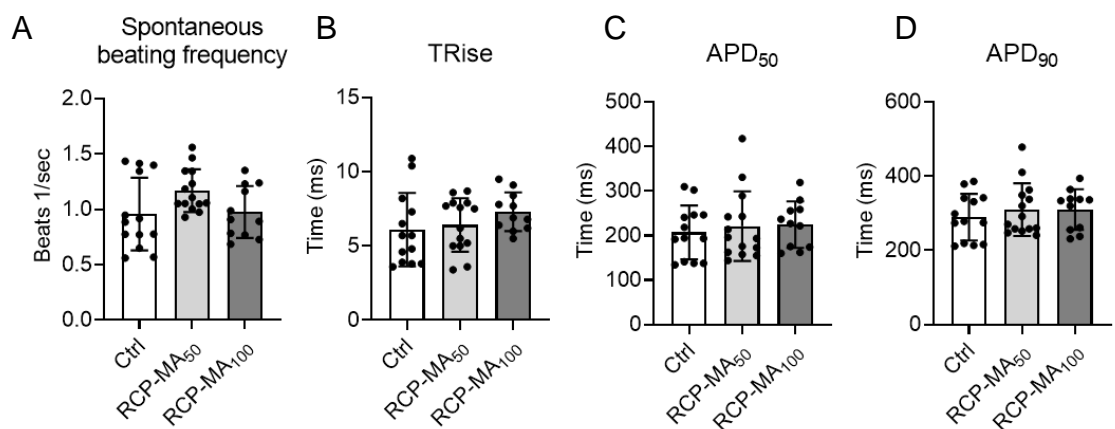 A
Spontaneous
beating frequency
Beats 1/sec
2.0
1.5
1.0
0.5
0.0
Ctrl
RCP-MA₅₀
RCP-MA₁₀₀
B
TRise
Time (ms)
15
10
5
0
Ctrl
RCP-MA₅₀
RCP-MA₁₀₀
C
APD₅₀
Time (ms)
500
400
300
200
100
0
Ctrl
RCP-MA₅₀
RCP-MA₁₀₀
D
APD₉₀
Time (ms)
600
400
200
0
Ctrl
RCP-MA₅₀
RCP-MA₁₀₀